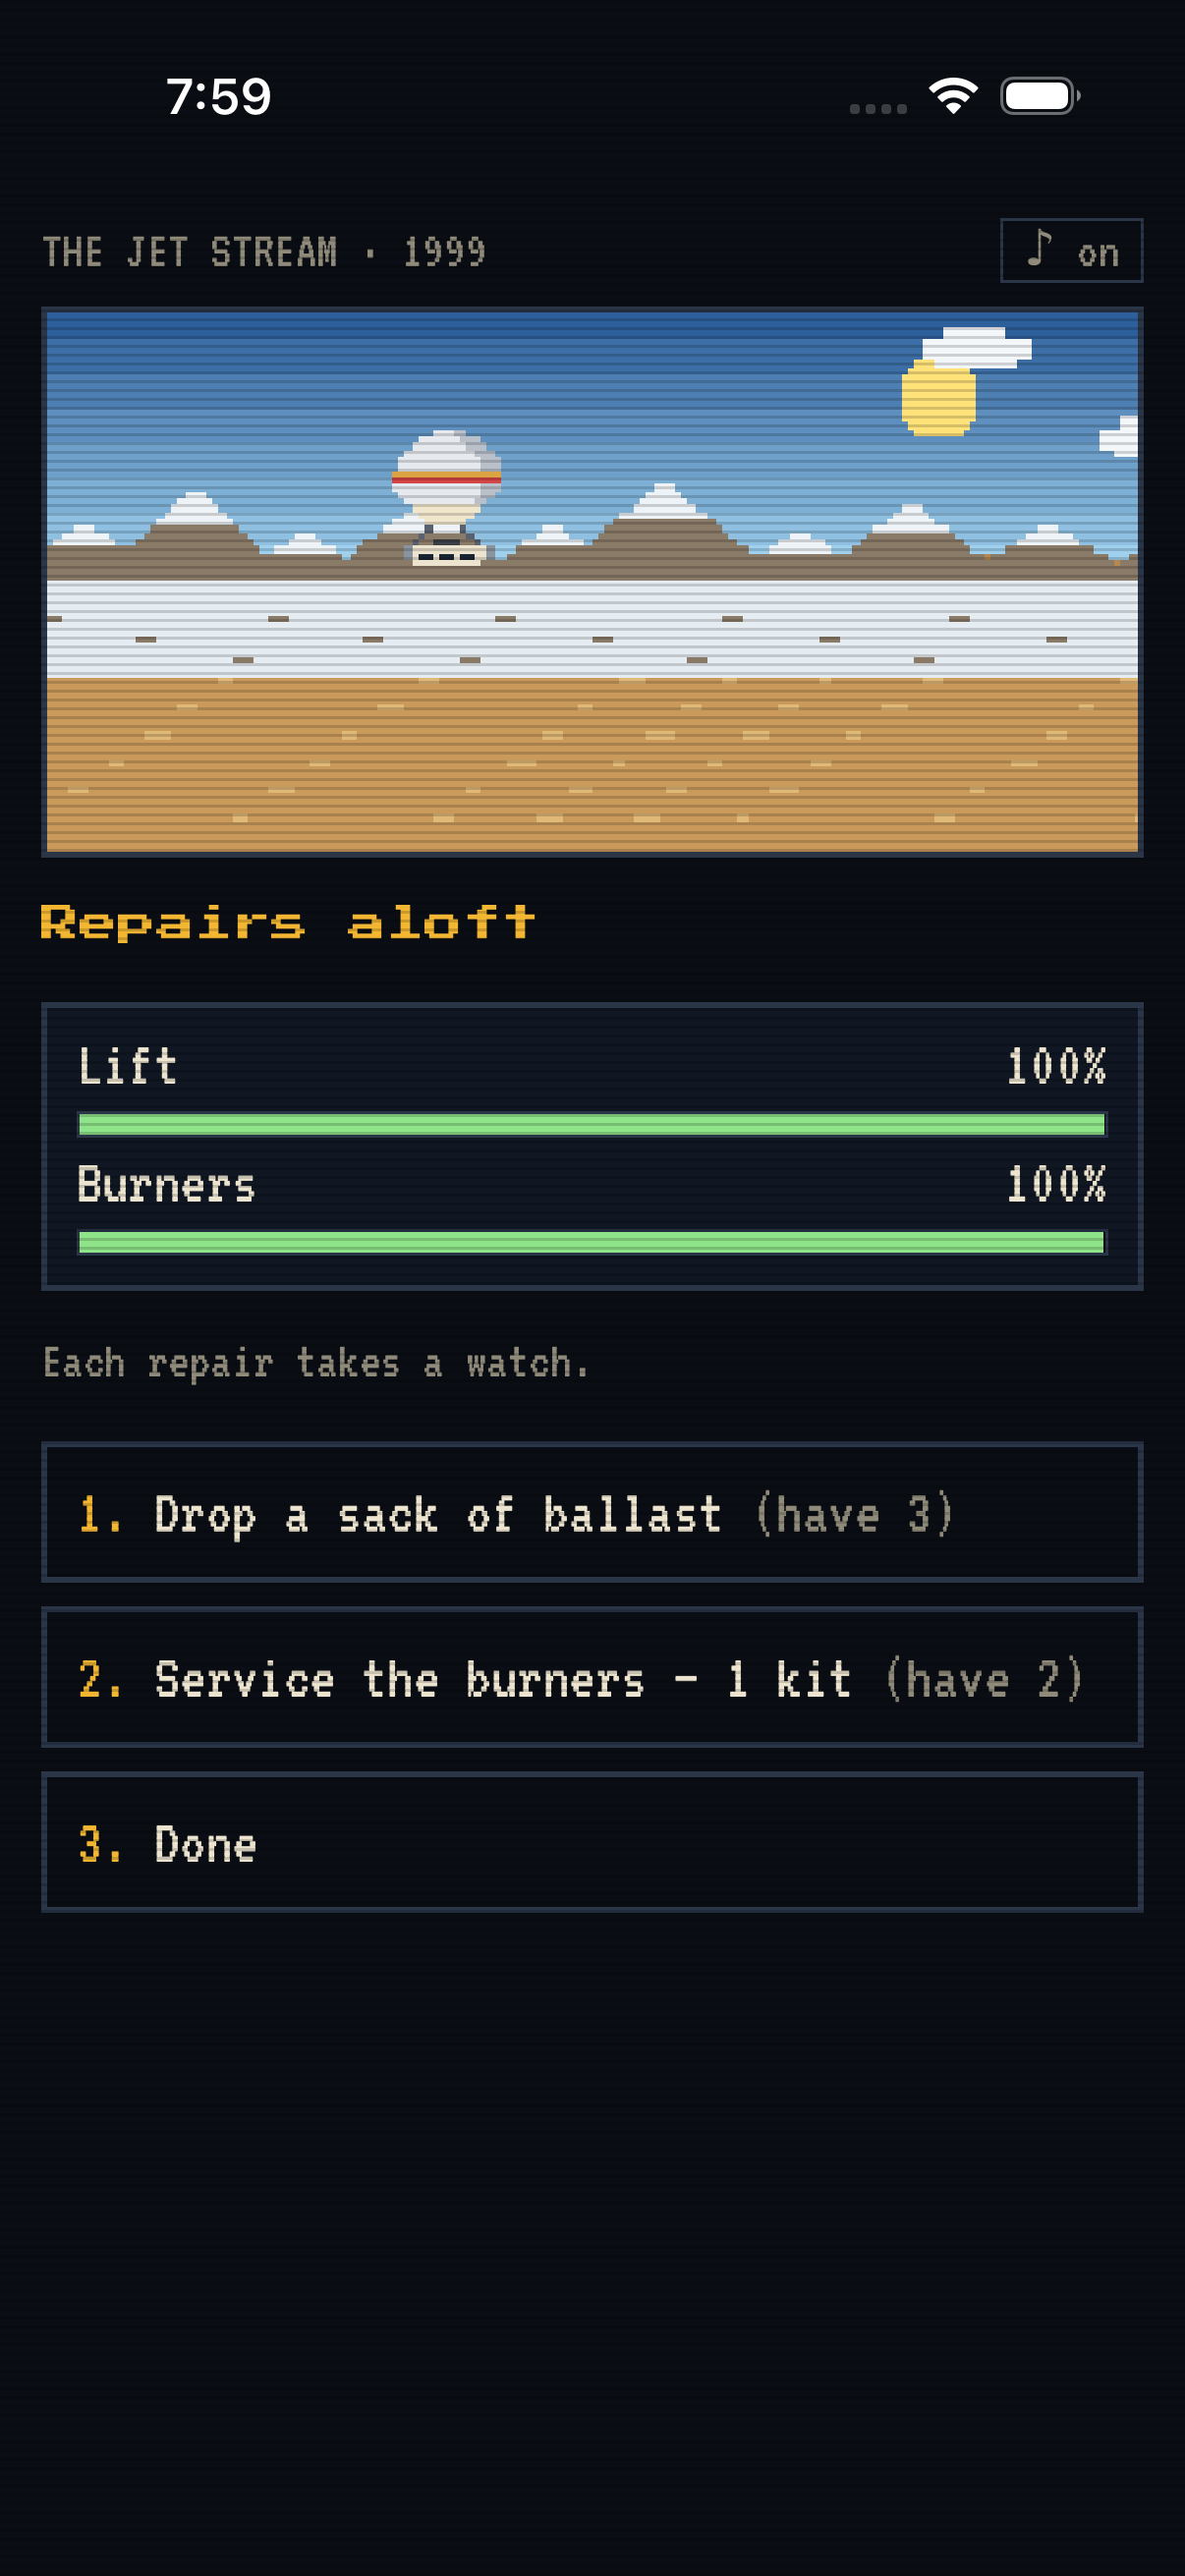 7:59
THE JET STREAM · 1999
♪ on
Repairs aloft
Lift 100%
Burners 100%
Each repair takes a watch.
1. Drop a sack of ballast (have 3)
2. Service the burners – 1 kit (have 2)
3. Done